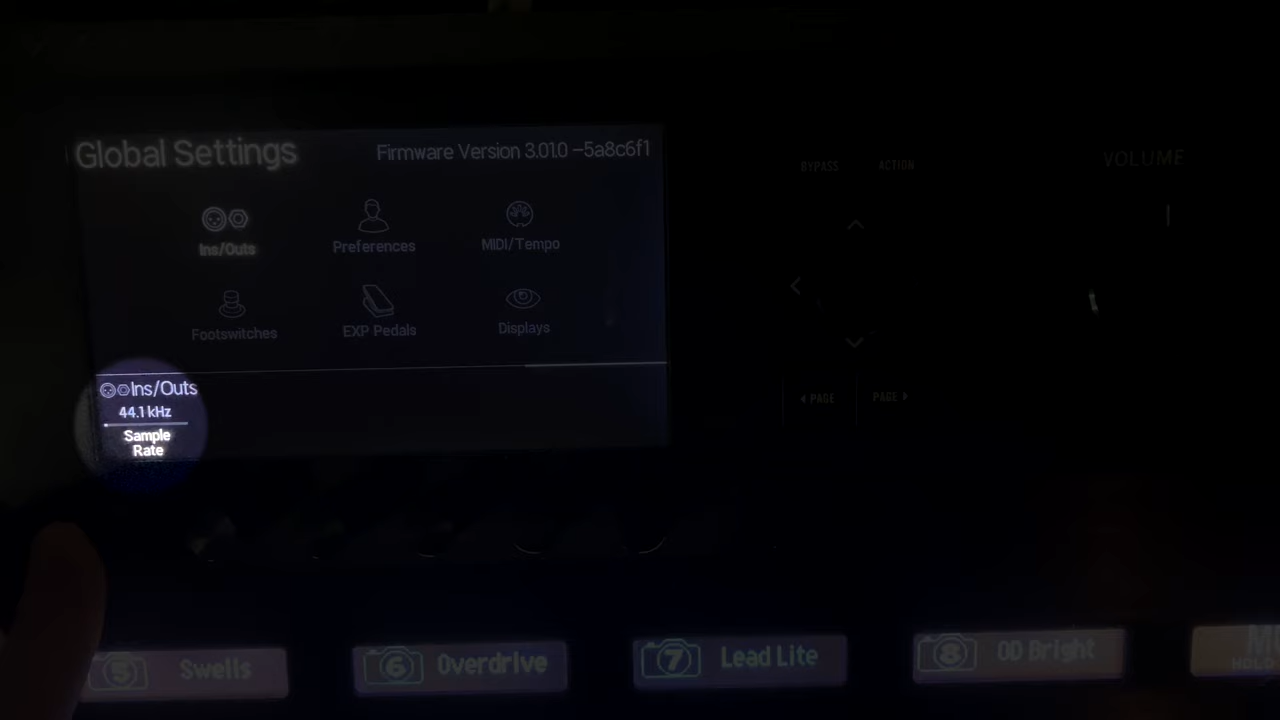 Global Settings
Firmware Version 3.01.0 -5a8c6f1
Ins/Outs
Preferences
MIDI/Tempo
Footswitches
EXP Pedals
Displays
Ins/Outs
44.1 kHz
Sample
Rate
BYPASS
ACTION
VOLUME
PAGE
PAGE
5 Swells
6 Overdrive
7 Lead Lite
8 OD Bright